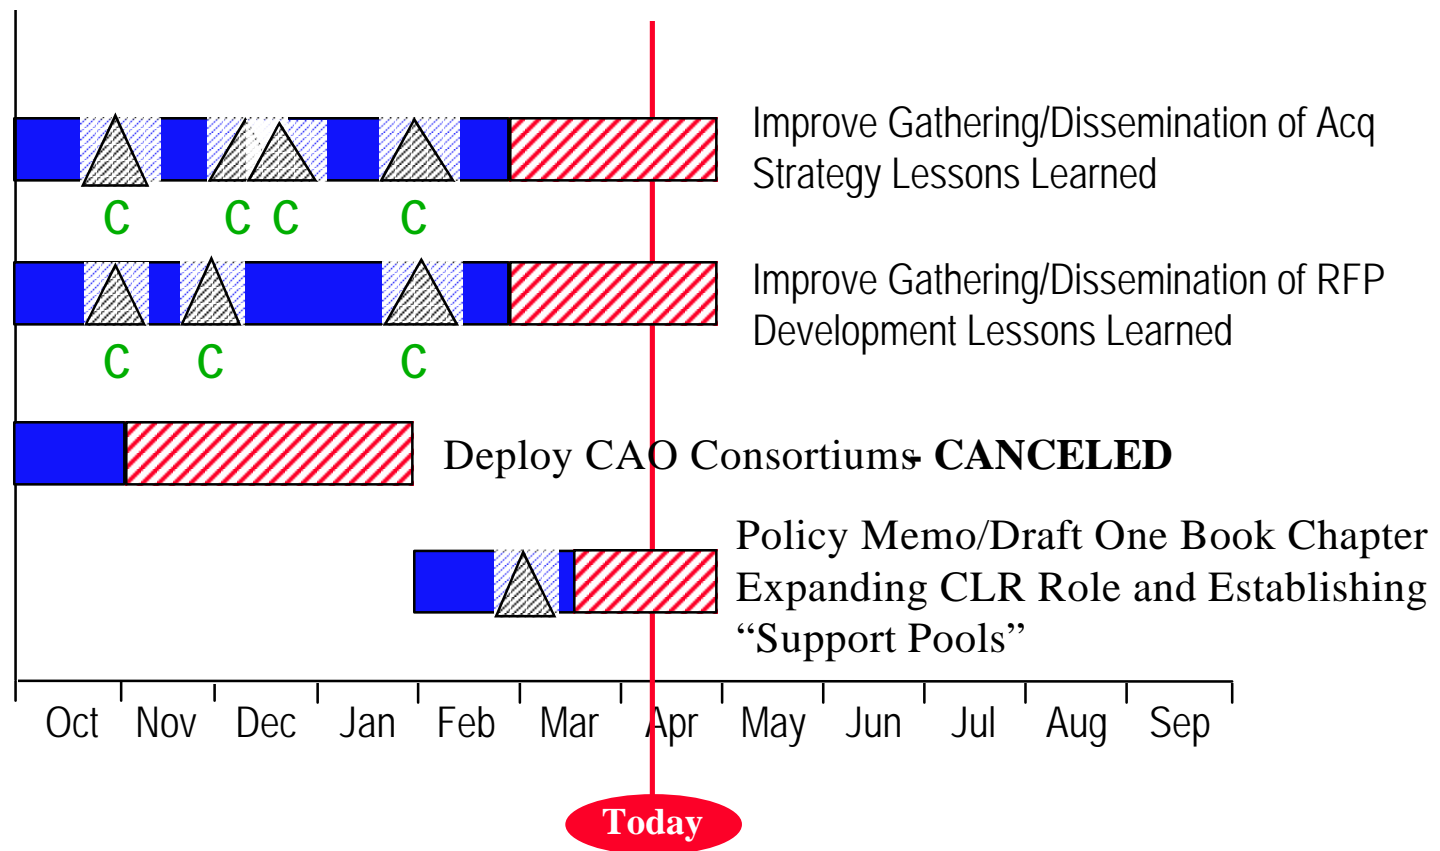 Improve Gathering/Dissemination of Acq
Strategy Lessons Learned
C C C C
Improve Gathering/Dissemination of RFP
Development Lessons Learned
C C C
Deploy CAO Consortiums- CANCELED
Policy Memo/Draft One Book Chapter
Expanding CLR Role and Establishing
“Support Pools”
Oct Nov Dec Jan Feb Mar Apr May Jun Jul Aug Sep
Today